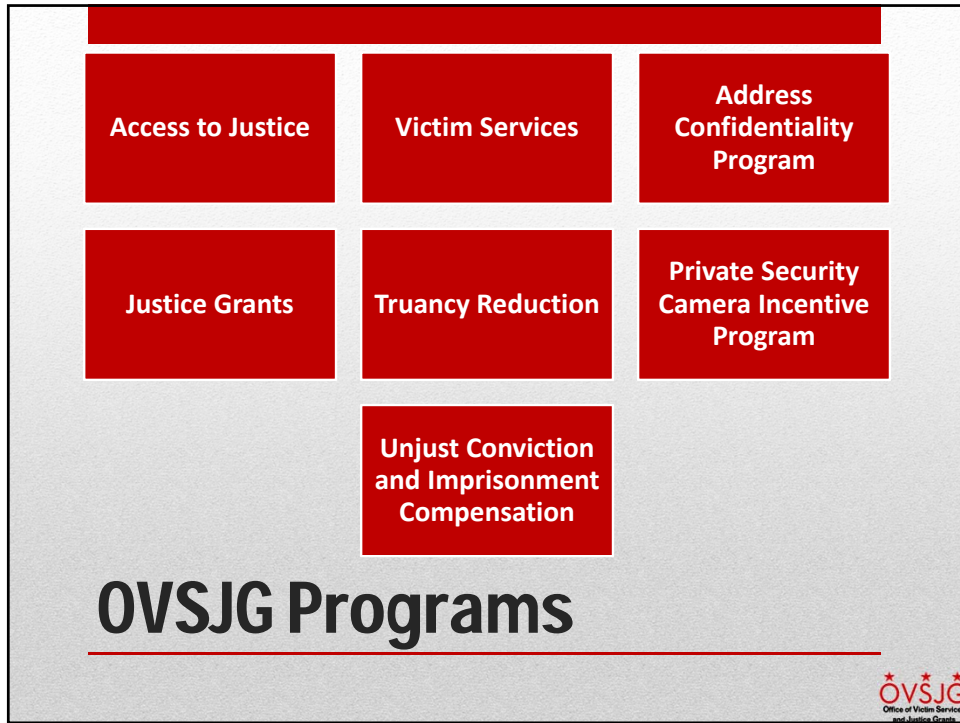 Access to Justice
Victim Services
Address
Confidentiality
Program
Justice Grants
Truancy Reduction
Private Security
Camera Incentive
Program
Unjust Conviction
and Imprisonment
Compensation
OVSJG Programs
OVSJG
Office of Victim Service
and Justice Grants